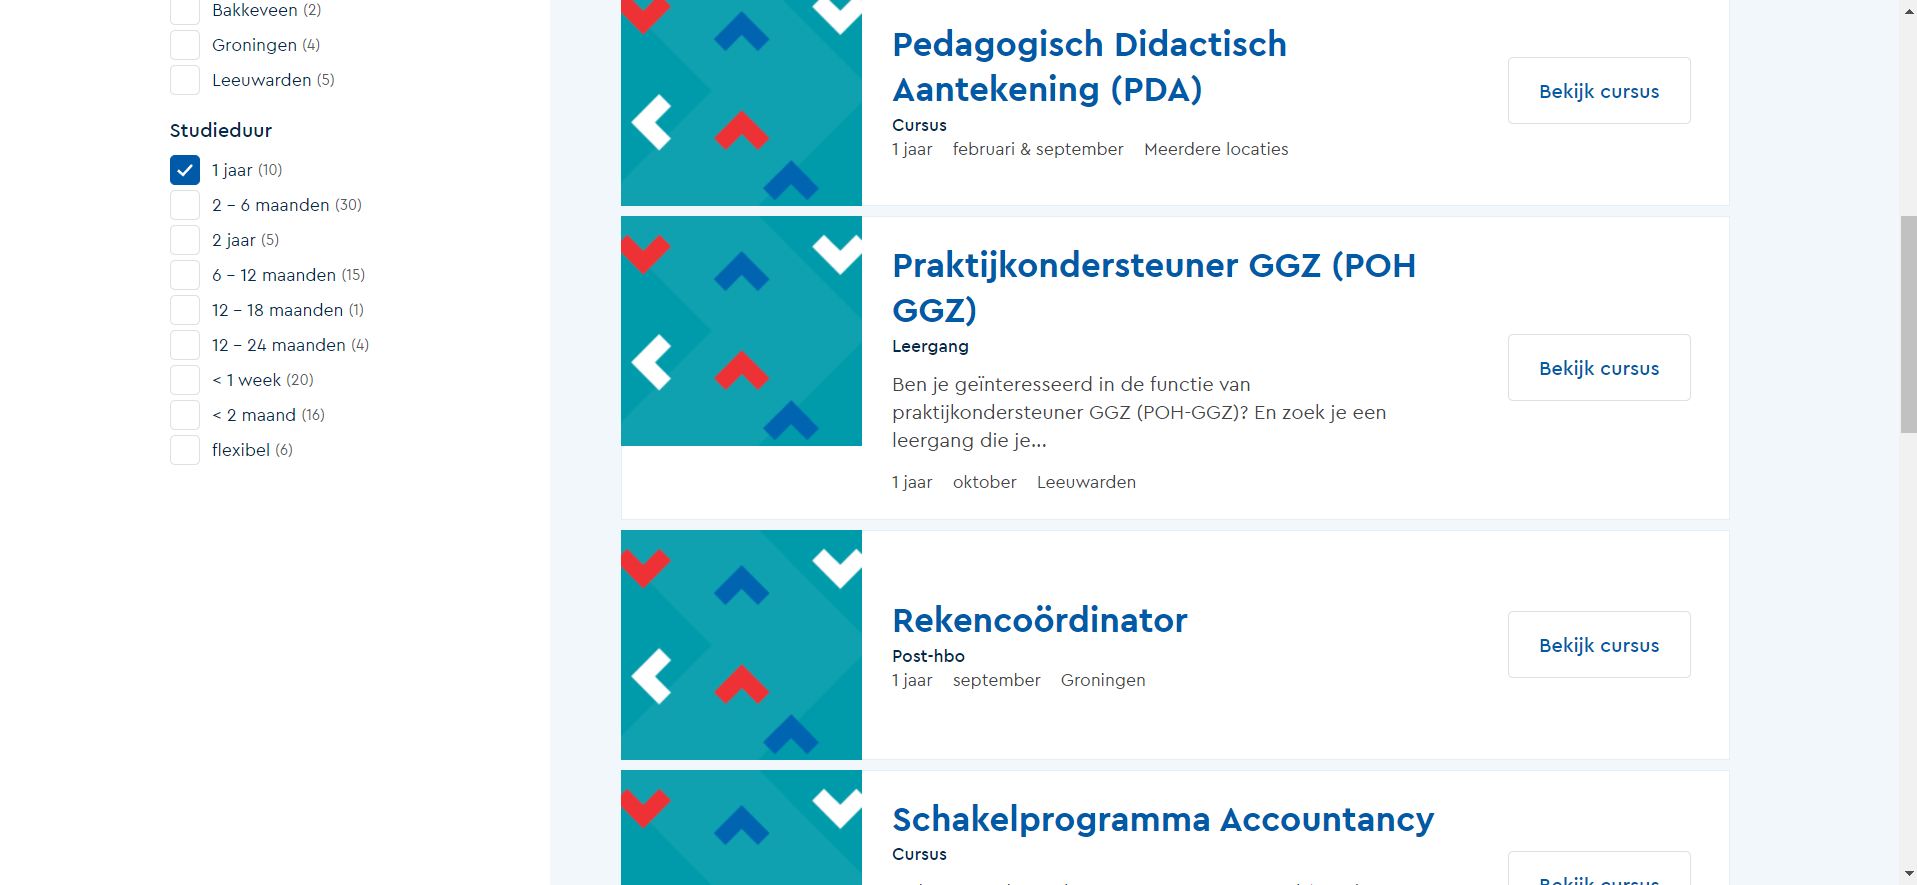 Bakkeveen (2)
Groningen (4)
Leeuwarden (5)
Studieduur
1 jaar (10)
2 - 6 maanden (30)
2 jaar (5)
6 - 12 maanden (15)
12 - 18 maanden (1)
12 - 24 maanden (4)
< 1 week (20)
< 2 maand (16)
flexibel (6)
Pedagogisch Didactisch
Aantekening (PDA)
Cursus
1 jaar februari & september Meerdere locaties
Bekijk cursus
Praktijkondersteuner GGZ (POH
GGZ)
Leergang
Ben je geïnteresseerd in de functie van
praktijkondersteuner GGZ (POH-GGZ)? En zoek je een
leergang die je...
1 jaar oktober Leeuwarden
Bekijk cursus
Rekencoördinator
Post-hbo
1 jaar september Groningen
Bekijk cursus
Schakelprogramma Accountancy
Cursus
Bekijk cursus